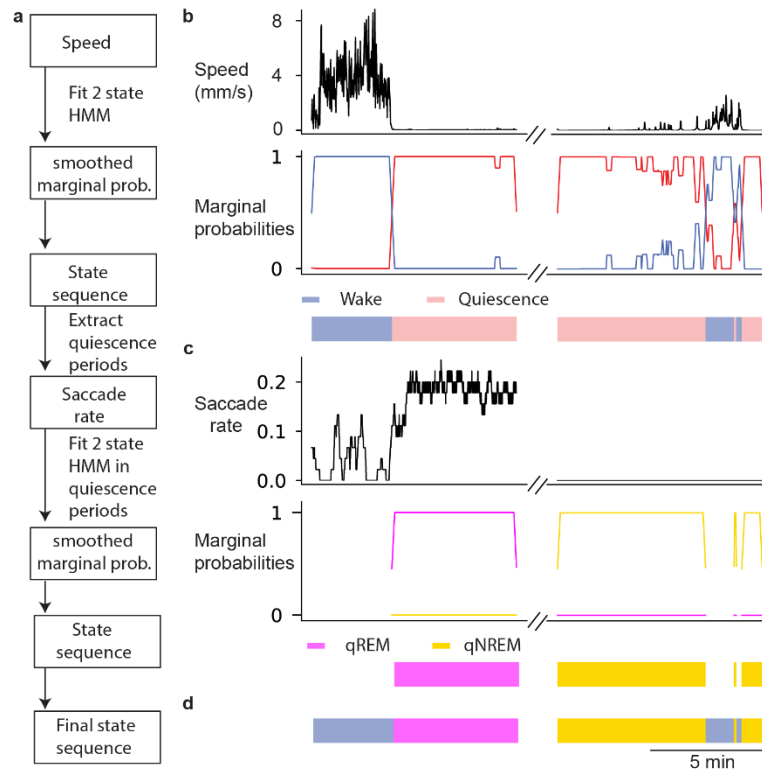 a
Speed
Fit 2 state
HMM
smoothed
marginal prob.
State
sequence
Extract
quiescence
periods
Saccade
rate
Fit 2 state
HMM in
quiescence
periods
smoothed
marginal prob.
State
sequence
Final state
sequence
b
8
Speed
(mm/s)
4
0
1
Marginal
probabilities
0
Wake Quiescence
c
Saccade
rate
0.2
0.1
0.0
1
Marginal
probabilities
0
qREM qNREM
d
5 min